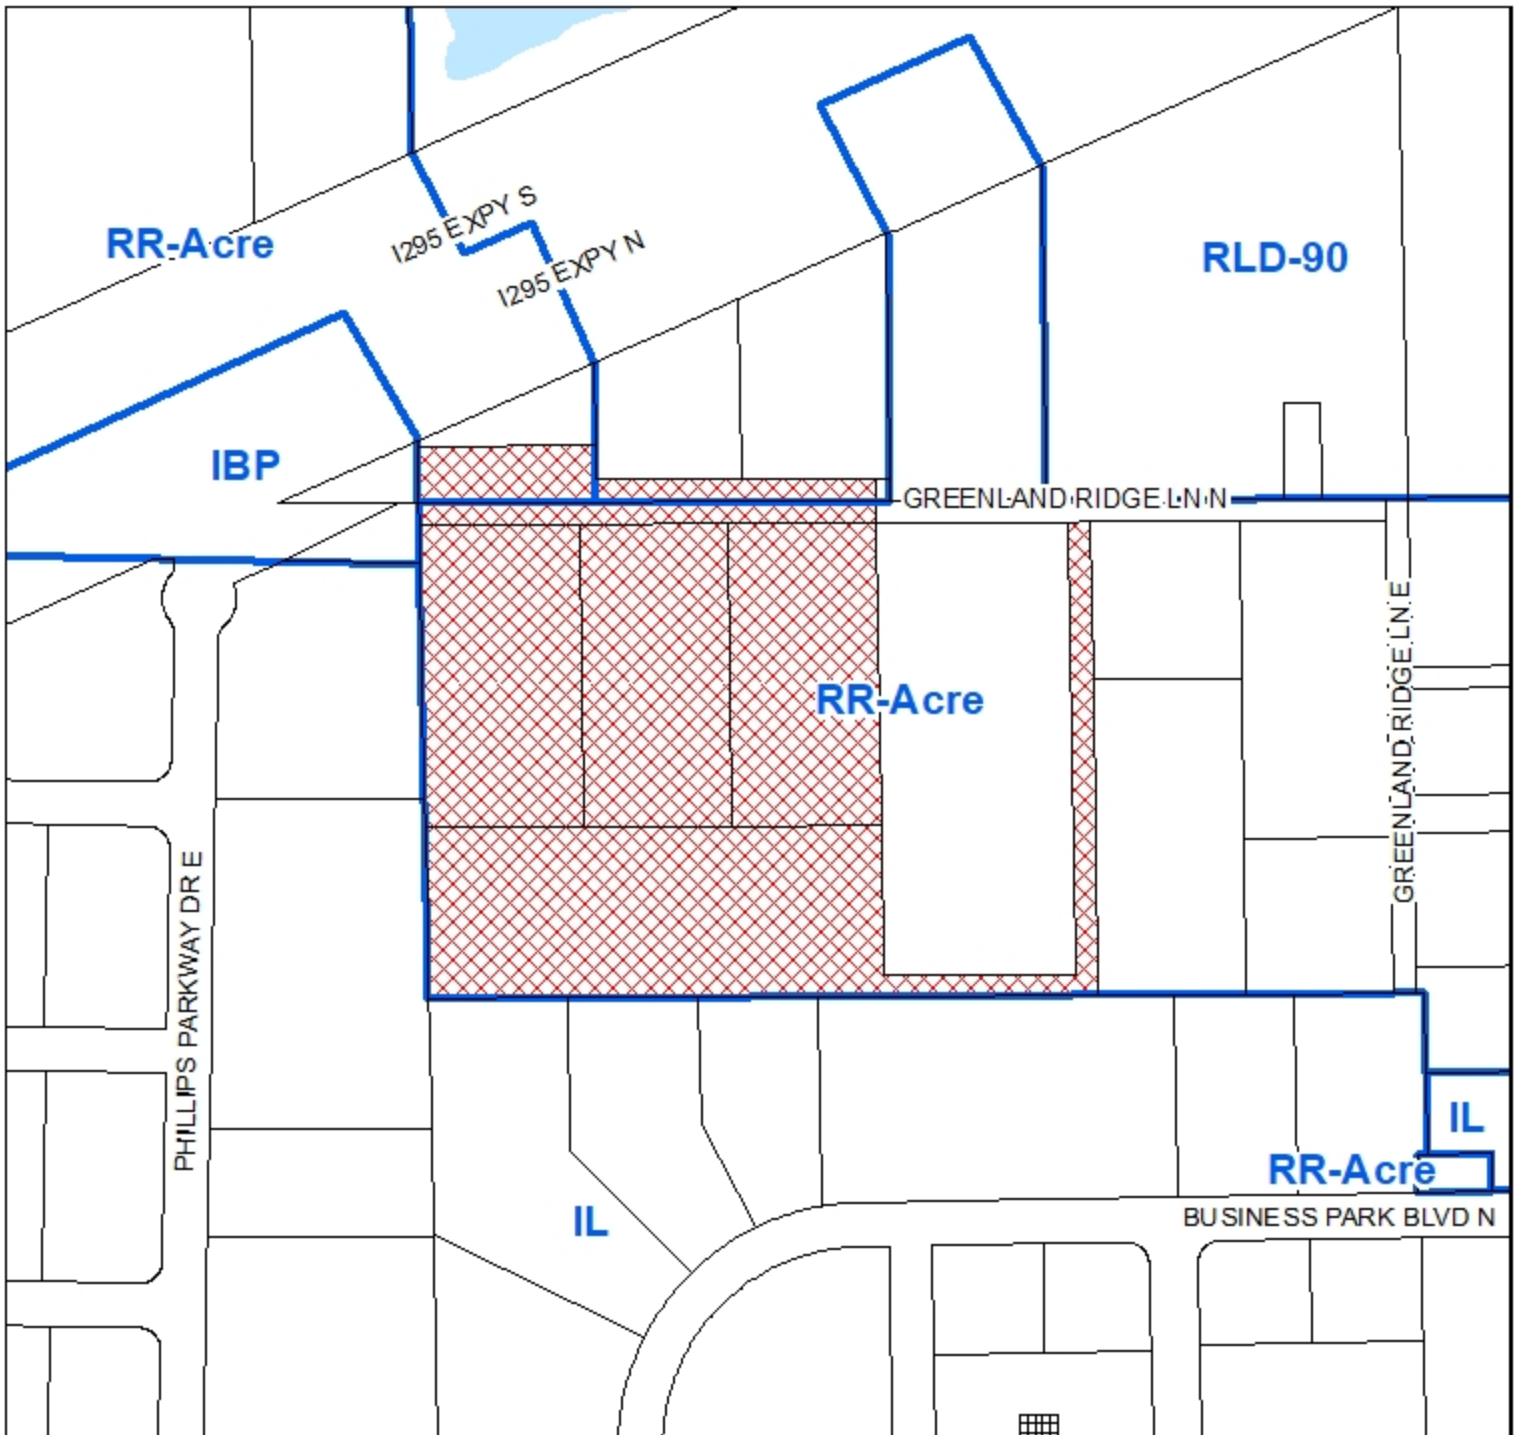 I295 EXPY S
RR-Acre
I295 EXPY N
RLD-90
IBP
GREENLAND RIDGE LN N
RR-Acre
GREENLAND RIDGE LN E
PHILLIPS PARKWAY DR E
IL
RR-Acre
IL
BUSINESS PARK BLVD N